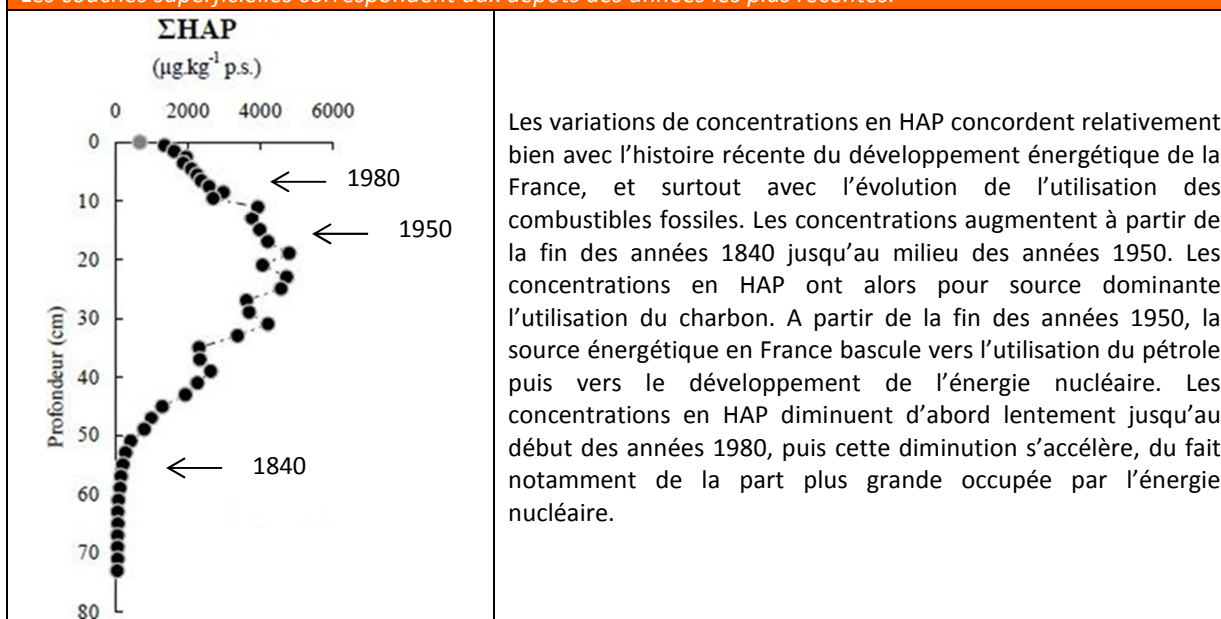 Les couches superficielles correspondent aux dépôts des années les plus récentes.
ΣHAP
(µg.kg⁻¹ p.s.)
0 2000 4000 6000
0
10
20
30
40
50
60
70
80
Profondeur (cm)
1980
1950
1840
Les variations de concentrations en HAP concordent relativement
bien avec l'histoire récente du développement énergétique de la
France, et surtout avec l'évolution de l'utilisation des
combustibles fossiles. Les concentrations augmentent à partir de
la fin des années 1840 jusqu'au milieu des années 1950. Les
concentrations en HAP ont alors pour source dominante
l'utilisation du charbon. A partir de la fin des années 1950, la
source énergétique en France bascule vers l'utilisation du pétrole
puis vers le développement de l'énergie nucléaire. Les
concentrations en HAP diminuent d'abord lentement jusqu'au
début des années 1980, puis cette diminution s'accélère, du fait
notamment de la part plus grande occupée par l'énergie
nucléaire.